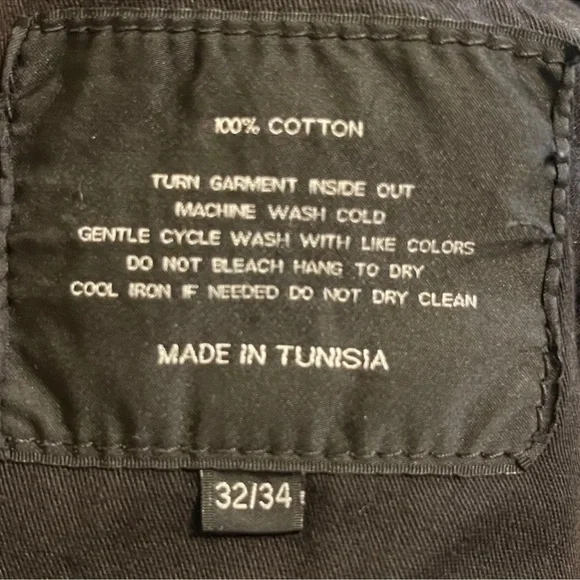 100% COTTON
TURN GARMENT INSIDE OUT
MACHINE WASH COLD
GENTLE CYCLE WASH WITH LIKE COLORS
DO NOT BLEACH HANG TO DRY
COOL IRON IF NEEDED DO NOT DRY CLEAN
MADE IN TUNISIA
32/34